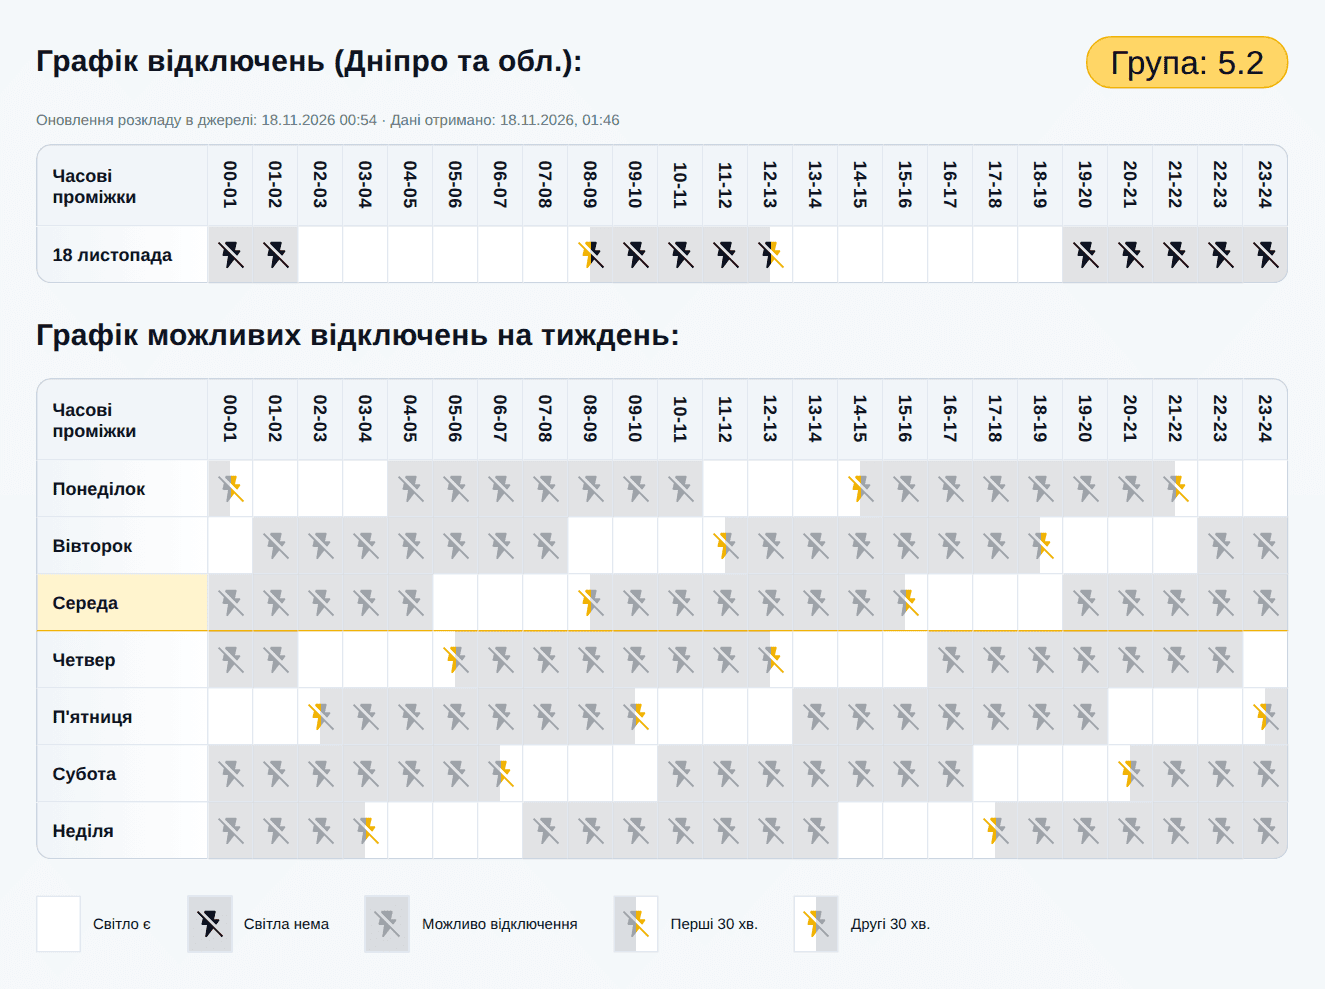 Графік відключень (Дніпро та обл.):
Група: 5.2
Оновлення розкладу в джерелі: 18.11.2026 00:54 · Дані отримано: 18.11.2026, 01:46
Часові проміжки 00-01 01-02 02-03 03-04 04-05 05-06 06-07 07-08 08-09 09-10 10-11 11-12 12-13 13-14 14-15 15-16 16-17 17-18 18-19 19-20 20-21 21-22 22-23 23-24
18 листопада
Графік можливих відключень на тиждень:
Часові проміжки 00-01 01-02 02-03 03-04 04-05 05-06 06-07 07-08 08-09 09-10 10-11 11-12 12-13 13-14 14-15 15-16 16-17 17-18 18-19 19-20 20-21 21-22 22-23 23-24
Понеділок
Вівторок
Середа
Четвер
П'ятниця
Субота
Неділя
Світло є Світла нема Можливо відключення Перші 30 хв. Другі 30 хв.